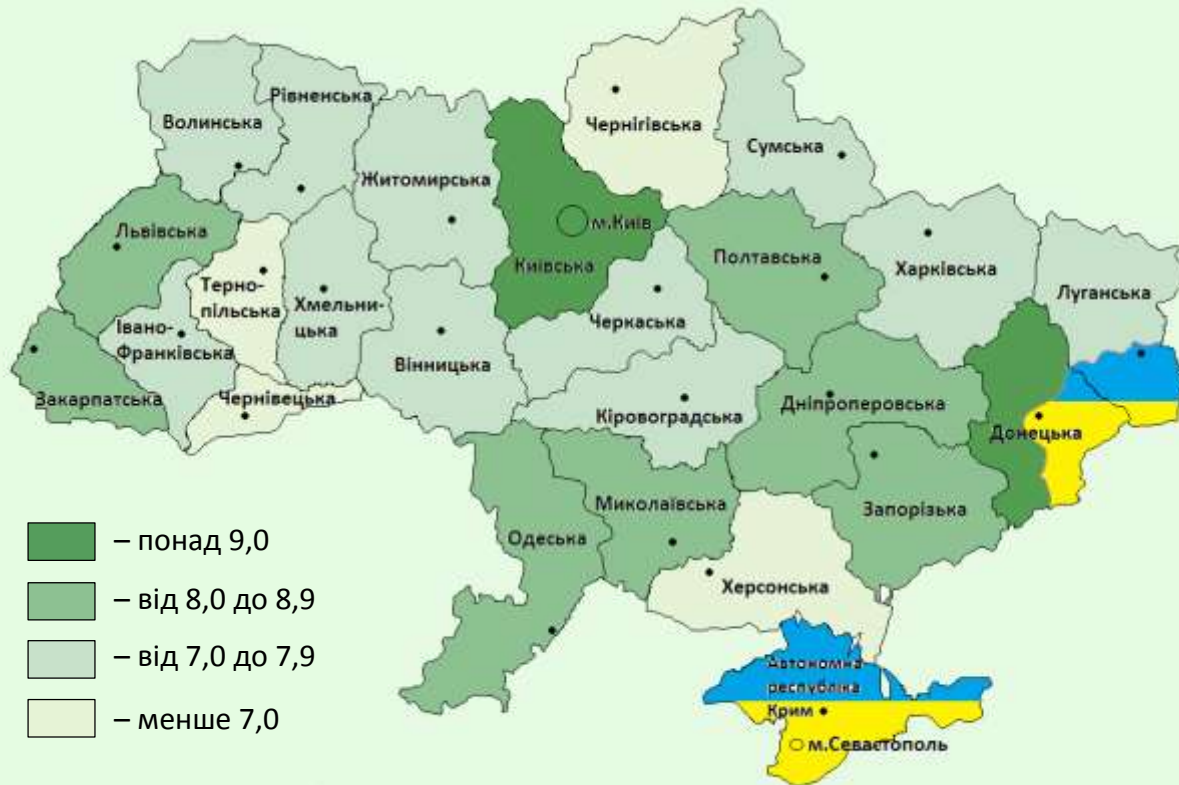 Рівненська
Волинська
Чернігівська
Сумська
Житомирська
Львівська
м.Київ
Київська
Полтавська
Харківська
Луганська
Терно-
пільська
Хмельни-
цька
Черкаська
Івано-
Франківська
Вінницька
Закарпатська
Чернівецька
Кіровоградська
Дніпроперовська
Донецька
Миколаївська
Запорізька
Одеська
Херсонська
Автономна
республіка
Крим
м.Севастополь
– понад 9,0
– від 8,0 до 8,9
– від 7,0 до 7,9
– менше 7,0